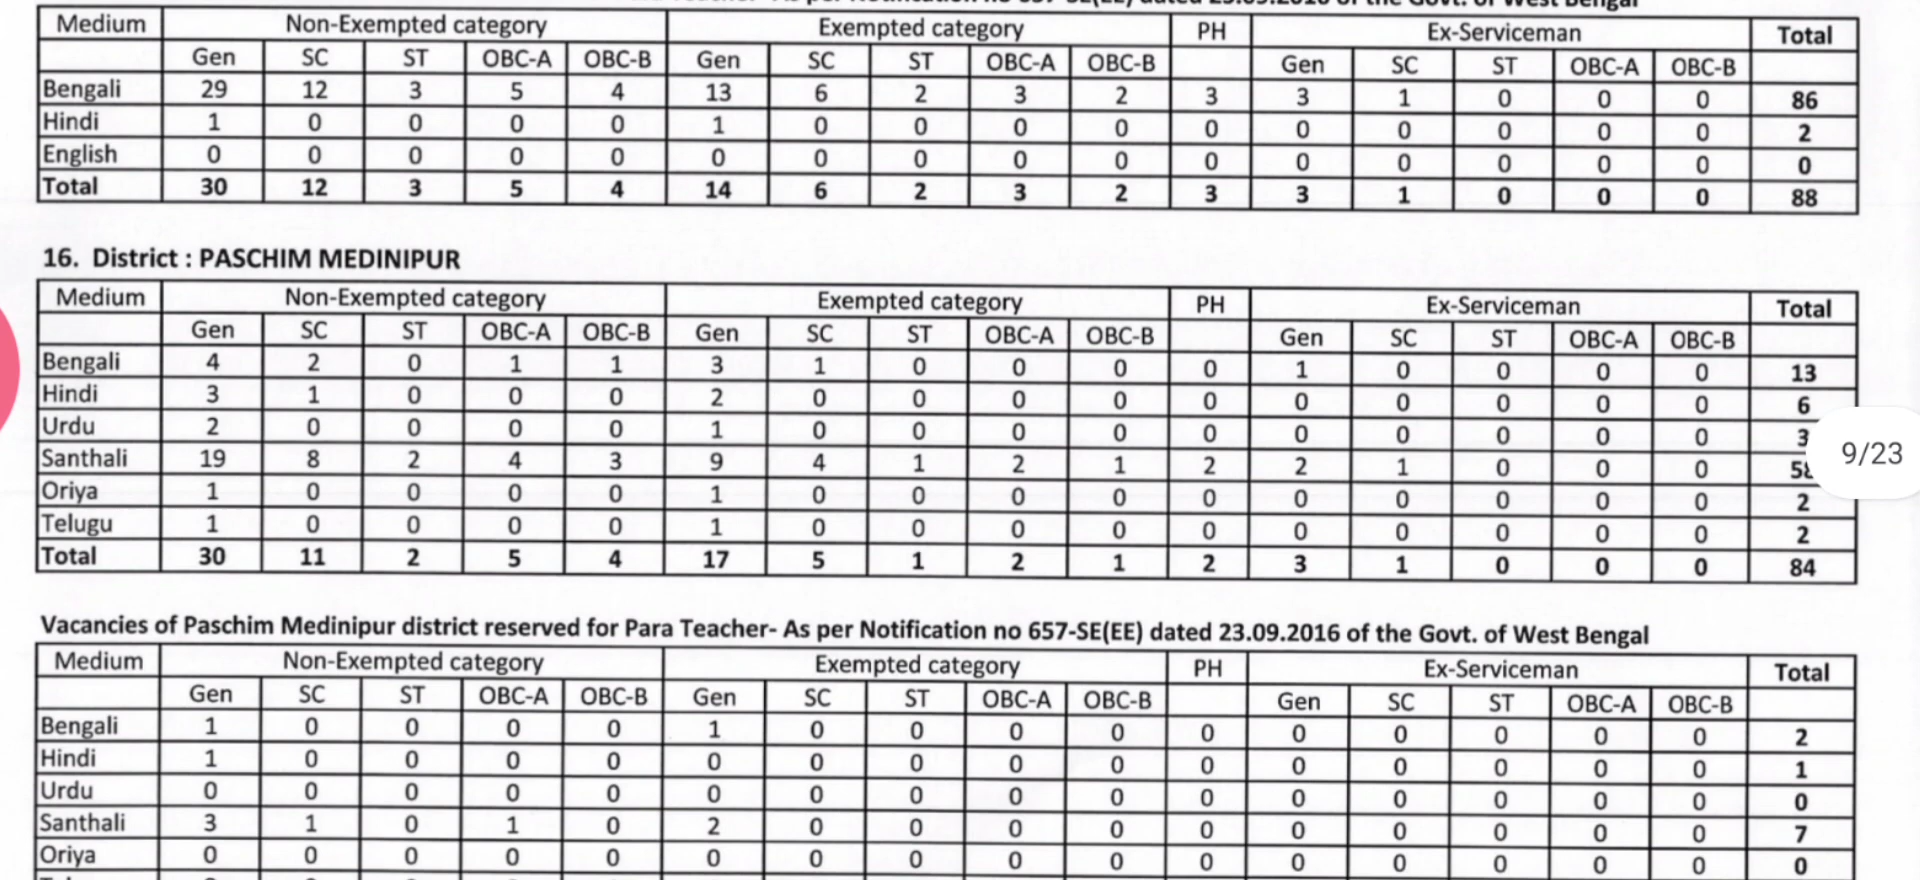 Teacher- As per Notification no 657-SE(EE) dated 23.09.2016 of the Govt. of West Bengal
Medium Non-Exempted category Exempted category PH Ex-Serviceman Total
Gen SC ST OBC-A OBC-B Gen SC ST OBC-A OBC-B Gen SC ST OBC-A OBC-B
Bengali 29 12 3 5 4 13 6 2 3 2 3 3 1 0 0 0 86
Hindi 1 0 0 0 0 1 0 0 0 0 0 0 0 0 0 0 2
English 0 0 0 0 0 0 0 0 0 0 0 0 0 0 0 0 0
Total 30 12 3 5 4 14 6 2 3 2 3 3 1 0 0 0 88
16. District : PASCHIM MEDINIPUR
Medium Non-Exempted category Exempted category PH Ex-Serviceman Total
Gen SC ST OBC-A OBC-B Gen SC ST OBC-A OBC-B Gen SC ST OBC-A OBC-B
Bengali 4 2 0 1 1 3 1 0 0 0 0 1 0 0 0 0 13
Hindi 3 1 0 0 0 2 0 0 0 0 0 0 0 0 0 0 6
Urdu 2 0 0 0 0 1 0 0 0 0 0 0 0 0 0 0 3
Santhali 19 8 2 4 3 9 4 1 2 1 2 2 1 0 0 0 58
9/23
Oriya 1 0 0 0 0 1 0 0 0 0 0 0 0 0 0 0 2
Telugu 1 0 0 0 0 1 0 0 0 0 0 0 0 0 0 0 2
Total 30 11 2 5 4 17 5 1 2 1 2 3 1 0 0 0 84
Vacancies of Paschim Medinipur district reserved for Para Teacher- As per Notification no 657-SE(EE) dated 23.09.2016 of the Govt. of West Bengal
Medium Non-Exempted category Exempted category PH Ex-Serviceman Total
Gen SC ST OBC-A OBC-B Gen SC ST OBC-A OBC-B Gen SC ST OBC-A OBC-B
Bengali 1 0 0 0 0 1 0 0 0 0 0 0 0 0 0 0 2
Hindi 1 0 0 0 0 0 0 0 0 0 0 0 0 0 0 0 1
Urdu 0 0 0 0 0 0 0 0 0 0 0 0 0 0 0 0 0
Santhali 3 1 0 1 0 2 0 0 0 0 0 0 0 0 0 0 7
Oriya 0 0 0 0 0 0 0 0 0 0 0 0 0 0 0 0 0